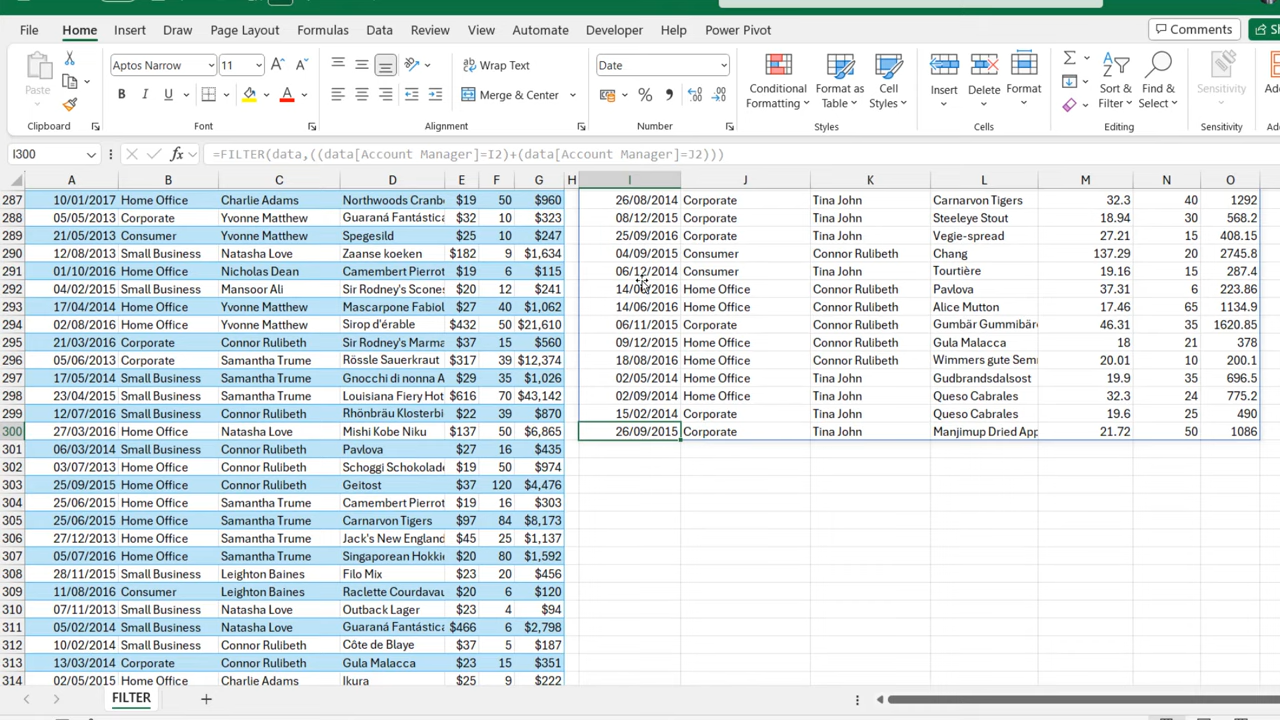 File Home Insert Draw Page Layout Formulas Data Review View Automate Developer Help Power Pivot Comments
Aptos Narrow 11 Wrap Text Date
Paste B I U A Merge & Center % Conditional Formatting Format as Table Cell Styles Insert Delete Format Sort & Filter Find & Select Sensitivity
Clipboard Font Alignment Number Styles Cells Editing Sensitivity
I300 fx =FILTER(data,((data[Account Manager]=I2)+(data[Account Manager]=J2)))
A B C D E F G H I J K L M N O
287 10/01/2017 Home Office Charlie Adams Northwoods Cranb $19 50 $960 26/08/2014 Corporate Tina John Carnarvon Tigers 32.3 40 1292
288 05/05/2013 Corporate Yvonne Matthew Guaraná Fantástica $32 10 $323 08/12/2015 Corporate Tina John Steeleye Stout 18.94 30 568.2
289 21/05/2013 Consumer Yvonne Matthew Spegesild $25 10 $247 25/09/2016 Corporate Tina John Vegie-spread 27.21 15 408.15
290 12/08/2013 Small Business Natasha Love Zaanse koeken $182 9 $1,634 04/09/2015 Consumer Connor Rulibeth Chang 137.29 20 2745.8
291 01/10/2016 Home Office Nicholas Dean Camembert Pierrot $19 6 $115 06/12/2014 Consumer Tina John Tourtière 19.16 15 287.4
292 04/02/2015 Small Business Mansoor Ali Sir Rodney's Scones $20 12 $241 Home Office Connor Rulibeth Pavlova 37.31 6 223.86
293 17/04/2014 Home Office Yvonne Matthew Mascarpone Fabiol $27 40 $1,062 14/06/2016 Home Office Connor Rulibeth Alice Mutton 17.46 65 1134.9
294 02/08/2016 Home Office Yvonne Matthew Sirop d'érable $432 50 $21,610 06/11/2015 Corporate Connor Rulibeth Gumbär Gummibäre 46.31 35 1620.85
295 21/03/2016 Corporate Connor Rulibeth Sir Rodney's Marma $37 15 $560 09/12/2015 Home Office Connor Rulibeth Gula Malacca 18 21 378
296 05/06/2013 Corporate Samantha Trume Rössle Sauerkraut $317 39 $12,374 18/08/2016 Home Office Connor Rulibeth Wimmers gute Sem 20.01 10 200.1
297 17/05/2014 Small Business Samantha Trume Gnocchi di nonna A $29 35 $1,026 02/05/2014 Home Office Tina John Gudbrandsdalsost 19.9 35 696.5
298 23/04/2015 Small Business Samantha Trume Louisiana Fiery Hot $616 70 $43,142 02/09/2014 Home Office Tina John Queso Cabrales 32.3 24 775.2
299 12/07/2016 Small Business Connor Rulibeth Rhönbräu Klosterbi $22 39 $870 15/02/2014 Corporate Tina John Queso Cabrales 19.6 25 490
300 27/03/2016 Home Office Natasha Love Mishi Kobe Niku $137 50 $6,865 26/09/2015 Corporate Tina John Manjimup Dried App 21.72 50 1086
301 06/03/2014 Small Business Connor Rulibeth Pavlova $27 16 $435
302 03/07/2013 Home Office Connor Rulibeth Schoggi Schokolade $19 50 $974
303 25/09/2015 Home Office Connor Rulibeth Geitost $37 120 $4,476
304 25/06/2015 Home Office Samantha Trume Camembert Pierrot $19 16 $303
305 25/06/2015 Home Office Samantha Trume Carnarvon Tigers $97 84 $8,173
306 27/12/2013 Home Office Samantha Trume Jack's New England $45 25 $1,137
307 05/07/2016 Home Office Samantha Trume Singaporean Hokkie $20 80 $1,592
308 28/11/2015 Small Business Leighton Baines Filo Mix $23 20 $456
309 11/08/2016 Consumer Leighton Baines Raclette Courdavau $20 6 $120
310 07/11/2013 Small Business Natasha Love Outback Lager $23 4 $94
311 05/02/2014 Small Business Natasha Love Guaraná Fantástica $466 6 $2,798
312 10/02/2014 Small Business Connor Rulibeth Côte de Blaye $37 5 $187
313 13/03/2014 Corporate Connor Rulibeth Gula Malacca $23 15 $351
314 02/05/2015 Home Office Charlie Adams Ikura $25 9 $222
FILTER